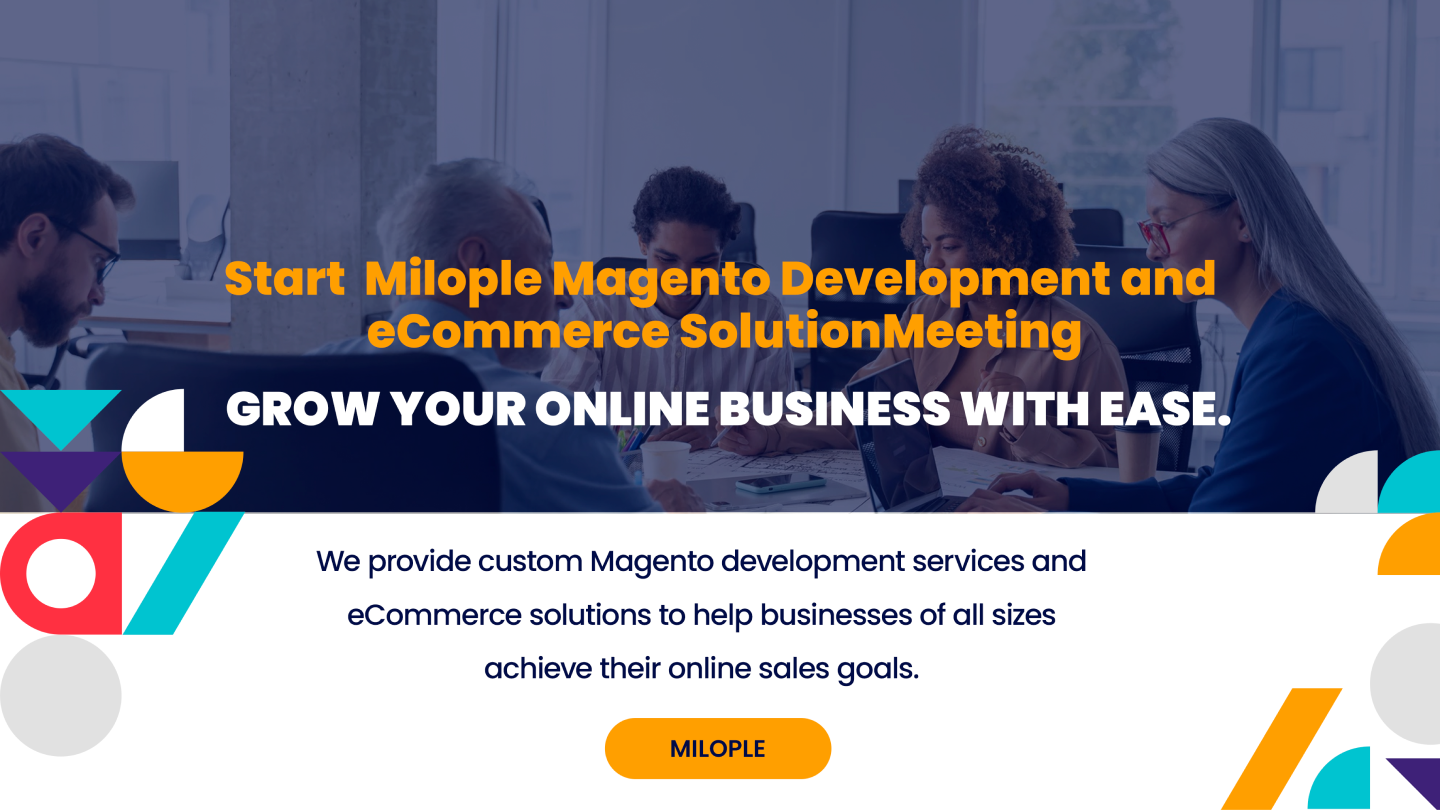 Start Milople Magento Development and
eCommerce SolutionMeeting
GROW YOUR ONLINE BUSINESS WITH EASE.
We provide custom Magento development services and
eCommerce solutions to help businesses of all sizes
achieve their online sales goals.
MILOPLE